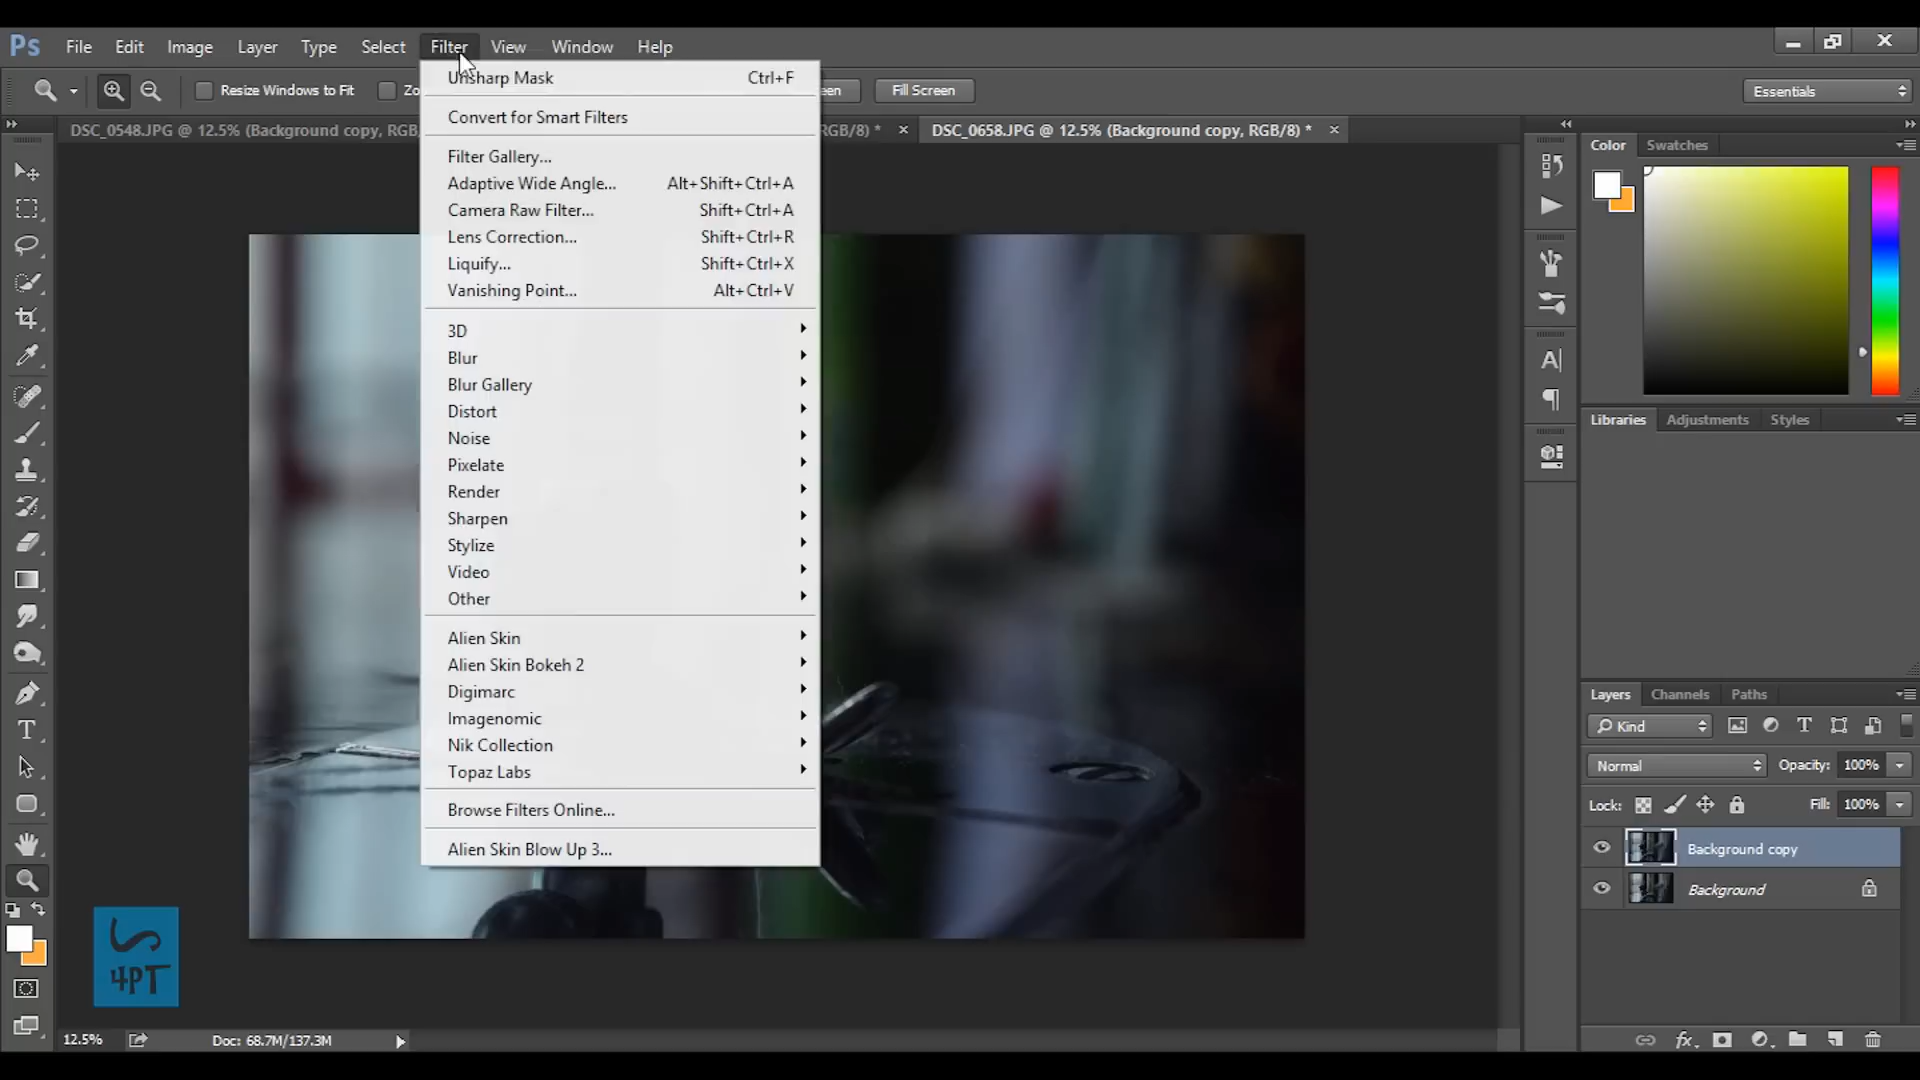 Ps File Edit Image Layer Type Select Filter View Window Help
Resize Windows to Fit Zo een Fill Screen Essentials
DSC_0548.JPG @ 12.5% (Background copy, RG RGB/8) * × DSC_0658.JPG @ 12.5% (Background copy, RGB/8) * ×
Unsharp Mask Ctrl+F
Convert for Smart Filters
Filter Gallery...
Adaptive Wide Angle... Alt+Shift+Ctrl+A
Camera Raw Filter... Shift+Ctrl+A
Lens Correction... Shift+Ctrl+R
Liquify... Shift+Ctrl+X
Vanishing Point... Alt+Ctrl+V
3D
Blur
Blur Gallery
Distort
Noise
Pixelate
Render
Sharpen
Stylize
Video
Other
Alien Skin
Alien Skin Bokeh 2
Digimarc
Imagenomic
Nik Collection
Topaz Labs
Browse Filters Online...
Alien Skin Blow Up 3...
Color Swatches
Libraries Adjustments Styles
Layers Channels Paths
Kind
Normal Opacity: 100%
Lock: Fill: 100%
Background copy
Background
4PT
12.5% Doc: 68.7M/137.3M